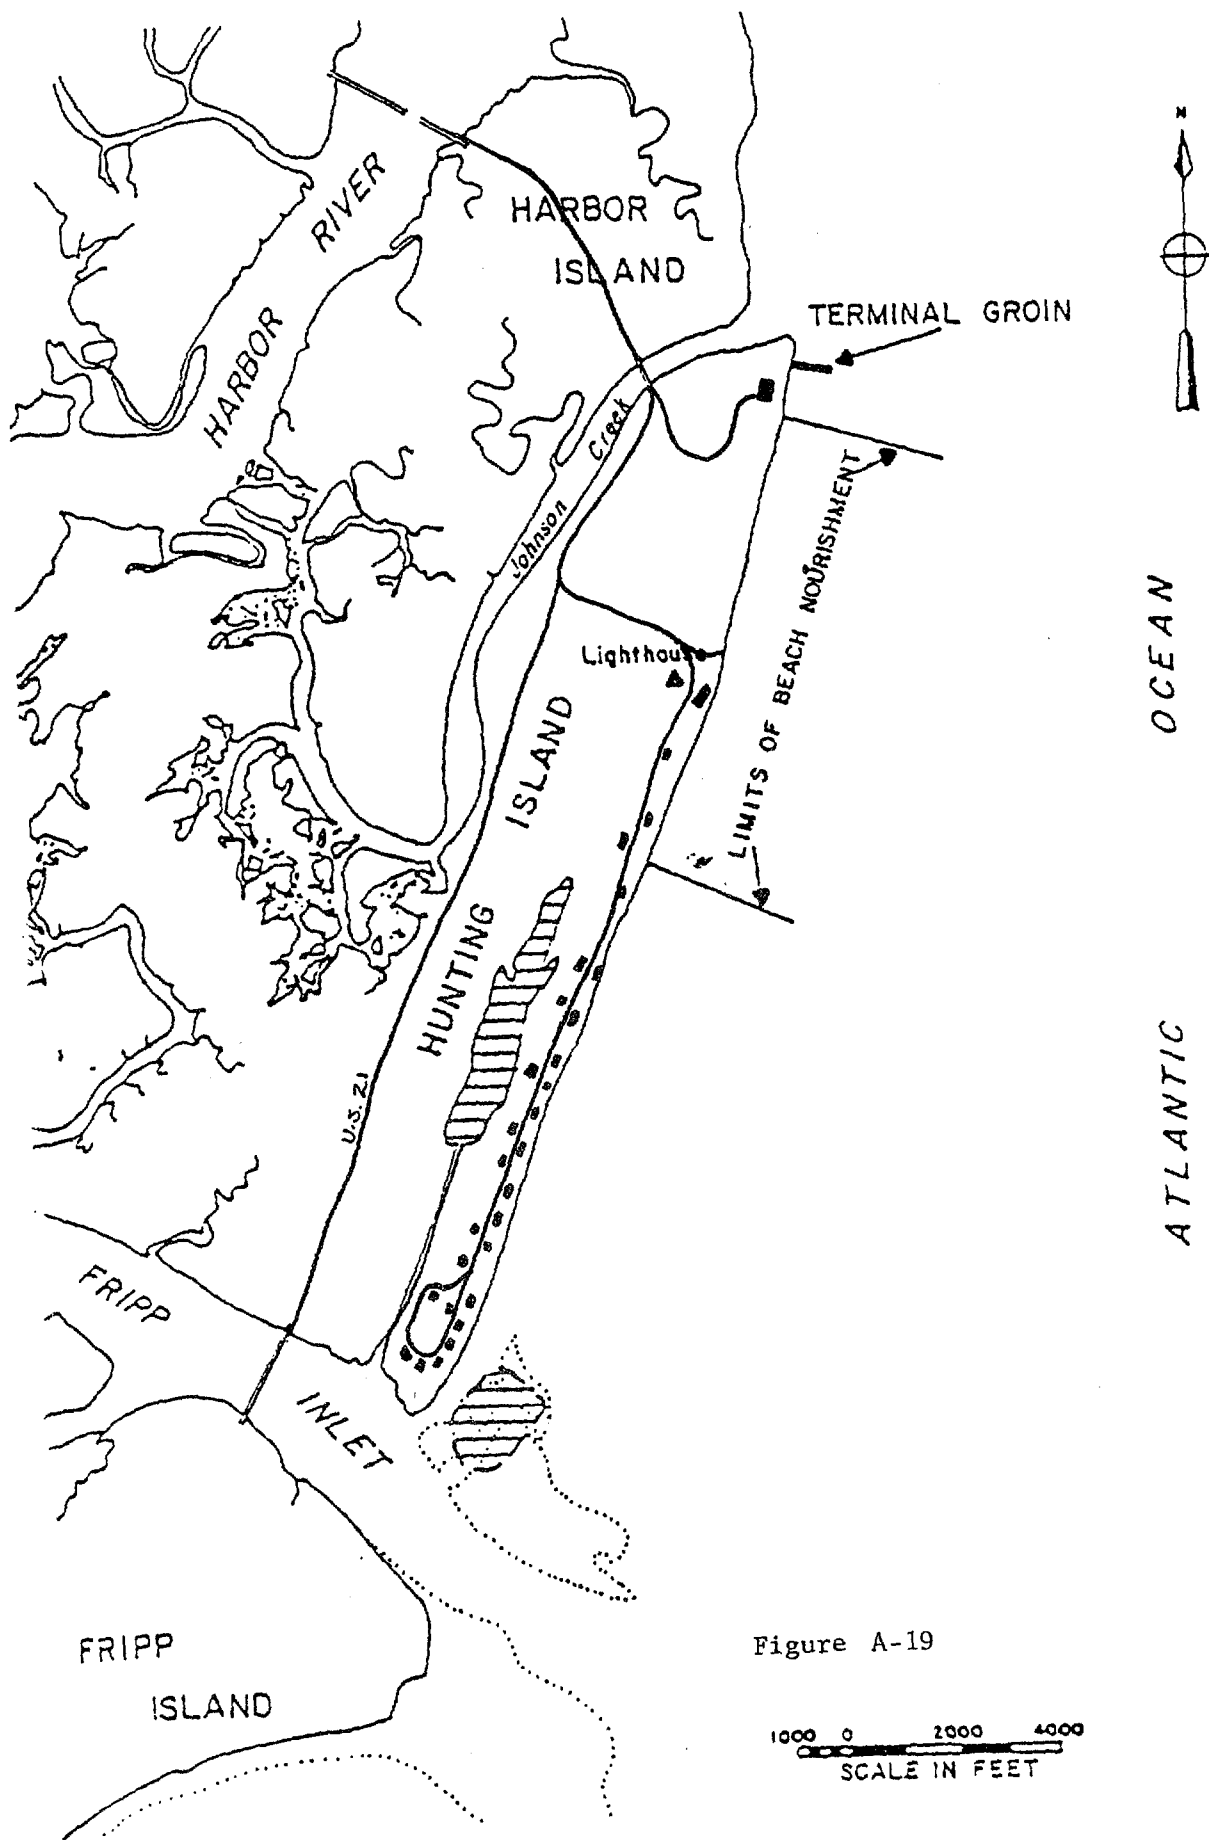 N
HARBOR
RIVER
HARBOR
ISLAND
TERMINAL GROIN
Johnson
Creek
LIMITS OF BEACH NOURISHMENT
Lighthous
HUNTING
ISLAND
OCEAN
ATLANTIC
U.S. 21
FRIPP
INLET
FRIPP
ISLAND
Figure A-19
1000 0 2000 4000
SCALE IN FEET